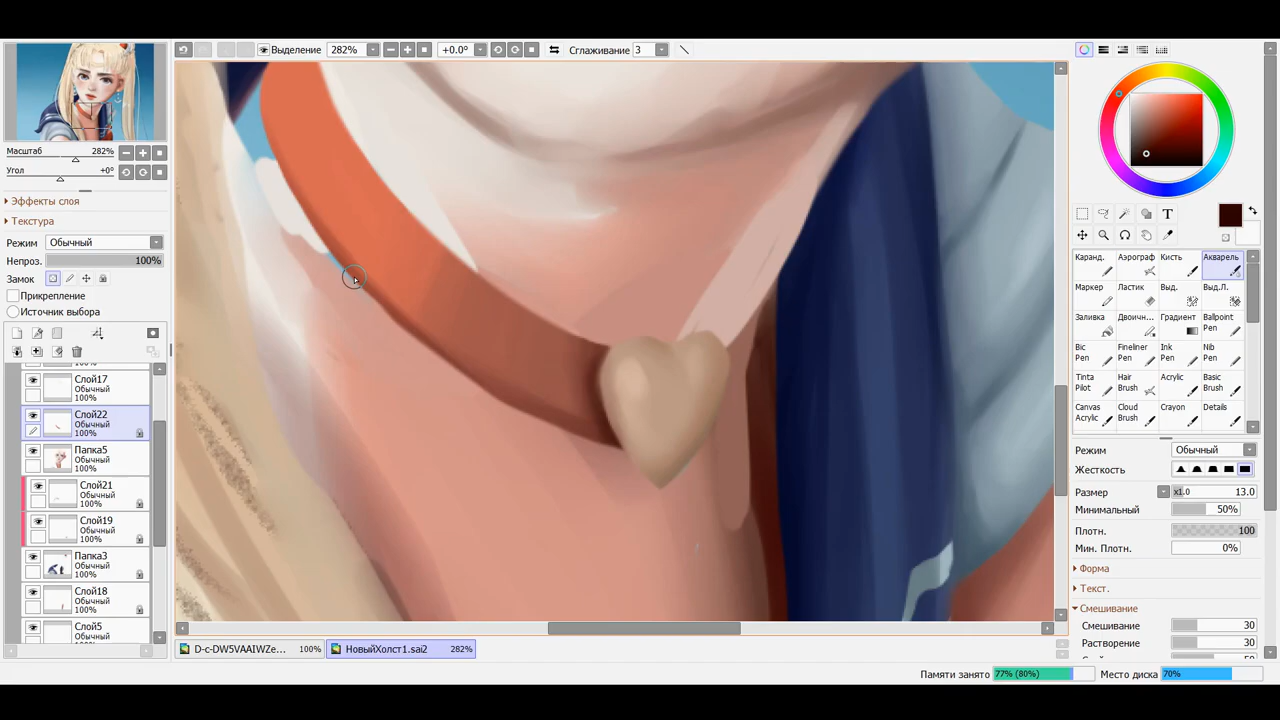 Выделение 282% +0.0° Сглаживание 3
Масштаб 282%
Угол +0°
Эффекты слоя
Текстура
Режим Обычный
Непроз. 100%
Замок
Прикрепление
Источник выбора
100%
Слой17
Обычный
100%
Слой22
Обычный
100%
Папка5
Обычный
100%
Слой21
Обычный
100%
Слой19
Обычный
100%
Папка3
Обычный
100%
Слой18
Обычный
100%
Слой5
Обычный
D-c-DW5VAAIWZe... 100% НовыйХолст1.sai2 282%
Памяти занято 77% (80%) Место диска 70%
T
Каранд. Аэрограф Кисть Акварель
Маркер Ластик Выд. Выд.Л.
Заливка Двоичн... Градиент Ballpoint Pen
Bic Pen Fineliner Pen Ink Pen Nib Pen
Tinta Pilot Hair Brush Acrylic Basic Brush
Canvas Acrylic Cloud Brush Crayon Details
Режим Обычный
Жесткость
Размер x1.0 13.0
Минимальный 50%
Плотн. 100
Мин. Плотн. 0%
Форма
Текст.
Смешивание
Смешивание 30
Растворение 30